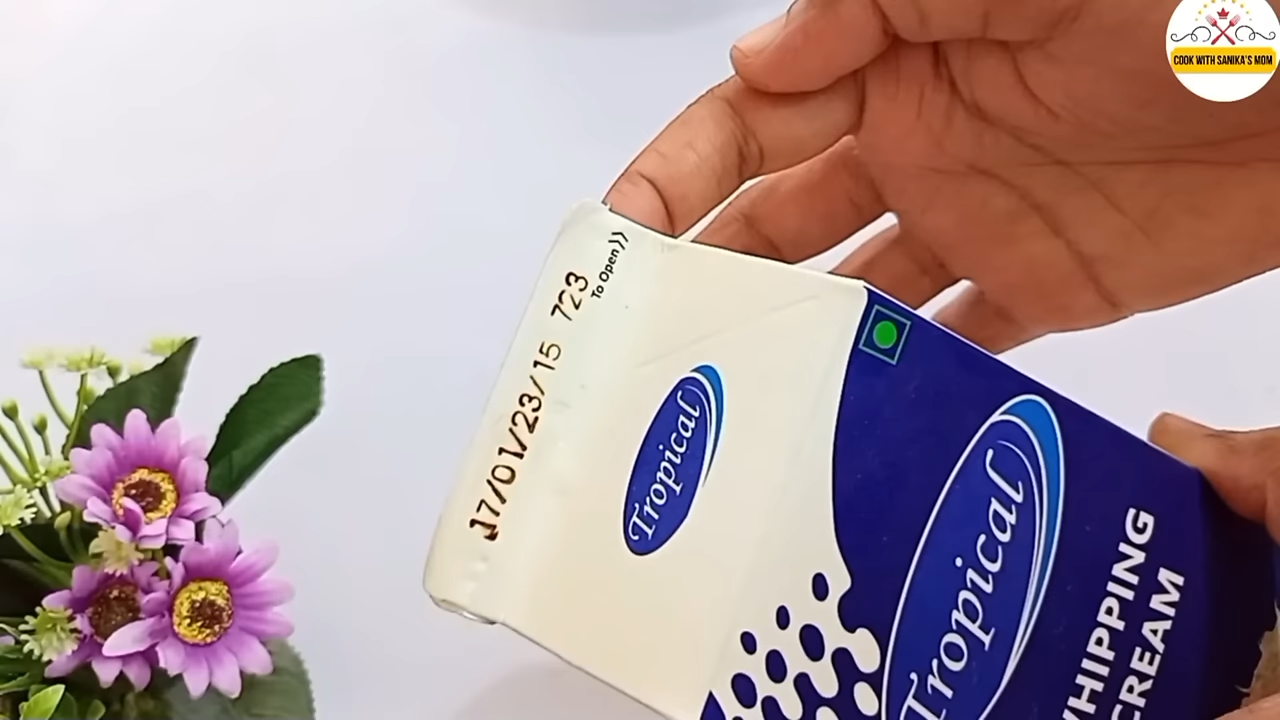 COOK WITH SANIKA'S MOM
To Open
17/01/23/15 723
Tropical
Tropical
WHIPPING
CREAM